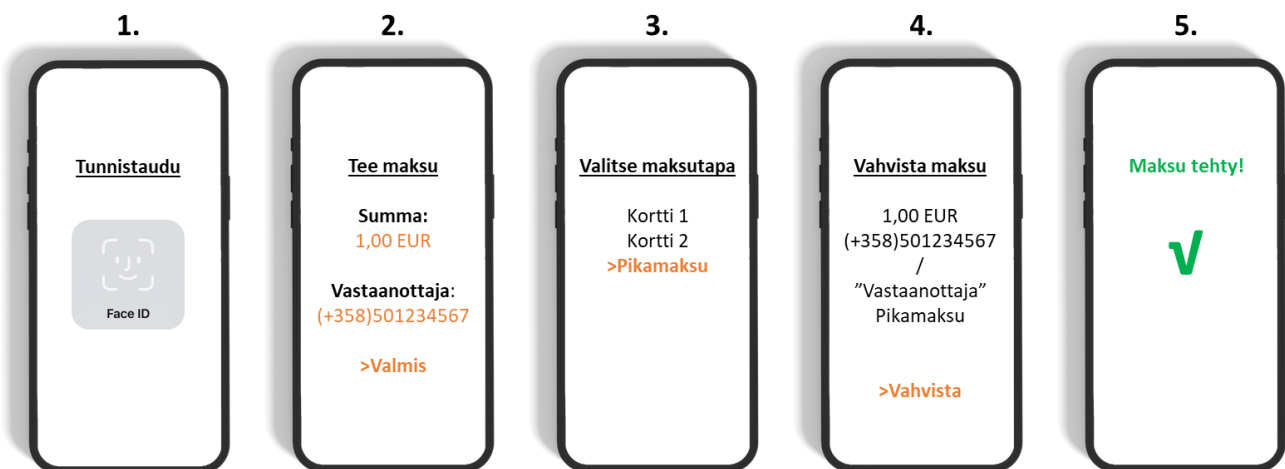 1.
Tunnistaudu
Face ID
2.
Tee maksu
Summa:
1,00 EUR
Vastaanottaja:
(+358)501234567
>Valmis
3.
Valitse maksutapa
Kortti 1
Kortti 2
>Pikamaksu
4.
Vahvista maksu
1,00 EUR
(+358)501234567
/
”Vastaanottaja”
Pikamaksu
>Vahvista
5.
Maksu tehty!
√